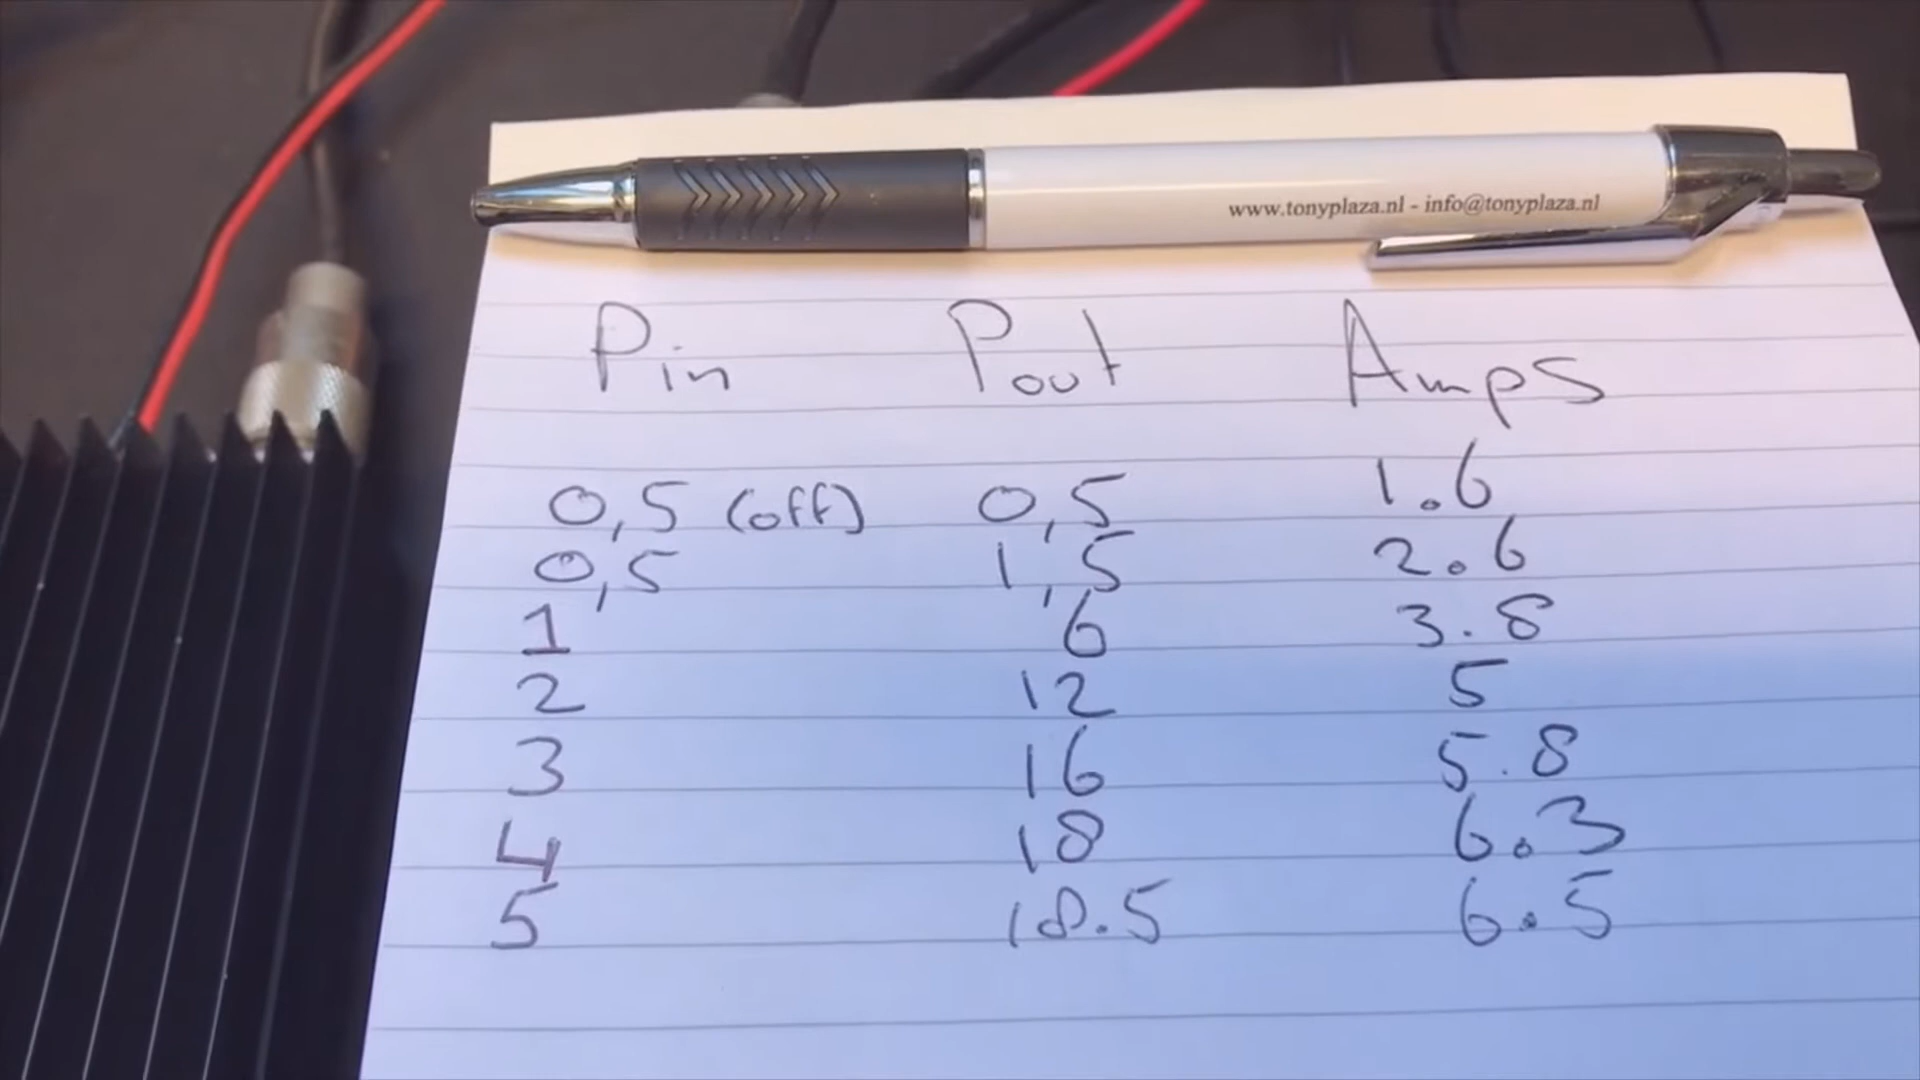 www.tonyplaza.nl - info@tonyplaza.nl
Pin Pout Amps
0,5 (off) 0,5 1.6
0,5 1,5 2.6
1 6 3.8
2 12 5
3 16 5.8
4 18 6.3
5 18.5 6.5